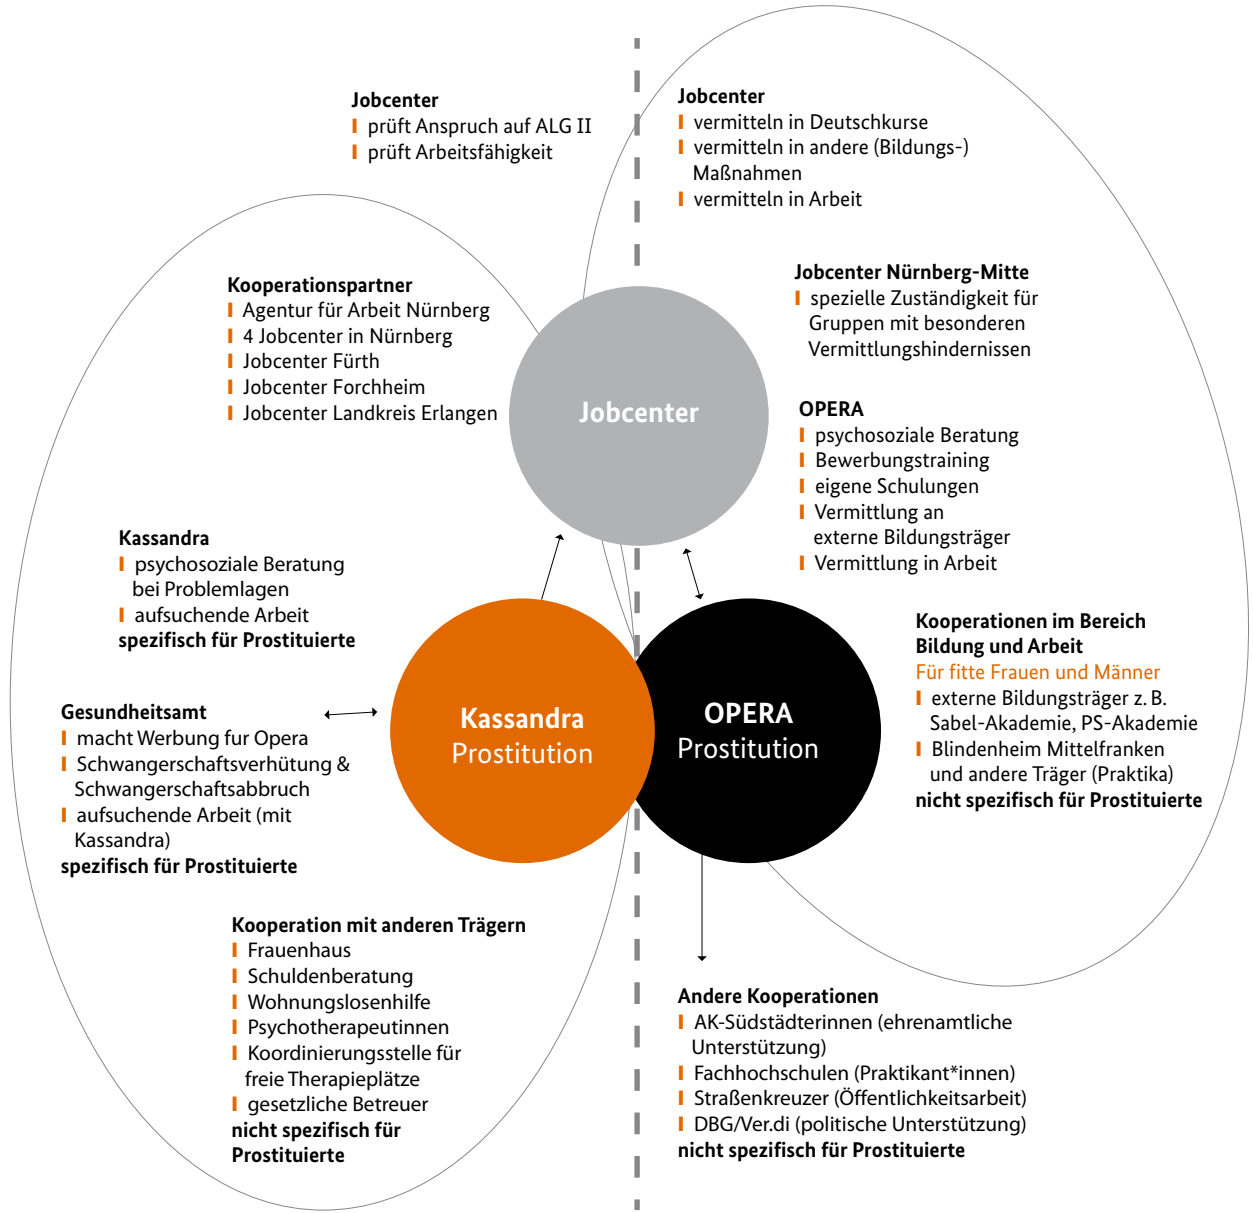 Jobcenter
prüft Anspruch auf ALG II
prüft Arbeitsfähigkeit
Jobcenter
vermitteln in Deutschkurse
vermitteln in andere (Bildungs-)
Maßnahmen
vermitteln in Arbeit
Kooperationspartner
Agentur für Arbeit Nürnberg
4 Jobcenter in Nürnberg
Jobcenter Fürth
Jobcenter Forchheim
Jobcenter Landkreis Erlangen
Jobcenter Nürnberg-Mitte
spezielle Zuständigkeit für
Gruppen mit besonderen
Vermittlungshindernissen
Jobcenter
OPERA
psychosoziale Beratung
Bewerbungstraining
eigene Schulungen
Vermittlung an
externe Bildungsträger
Vermittlung in Arbeit
Kassandra
psychosoziale Beratung
bei Problemlagen
aufsuchende Arbeit
spezifisch für Prostituierte
Kooperationen im Bereich
Bildung und Arbeit
Für fitte Frauen und Männer
externe Bildungsträger z. B.
Sabel-Akademie, PS-Akademie
Blindenheim Mittelfranken
und andere Träger (Praktika)
nicht spezifisch für Prostituierte
Gesundheitsamt
macht Werbung fur Opera
Schwangerschaftsverhütung &
Schwangerschaftsabbruch
aufsuchende Arbeit (mit
Kassandra)
spezifisch für Prostituierte
Kassandra
Prostitution
OPERA
Prostitution
Kooperation mit anderen Trägern
Frauenhaus
Schuldenberatung
Wohnungslosenhilfe
Psychotherapeutinnen
Koordinierungsstelle für
freie Therapieplätze
gesetzliche Betreuer
nicht spezifisch für
Prostituierte
Andere Kooperationen
AK-Südstädterinnen (ehrenamtliche
Unterstützung)
Fachhochschulen (Praktikant*innen)
Straßenkreuzer (Öffentlichkeitsarbeit)
DBG/Ver.di (politische Unterstützung)
nicht spezifisch für Prostituierte